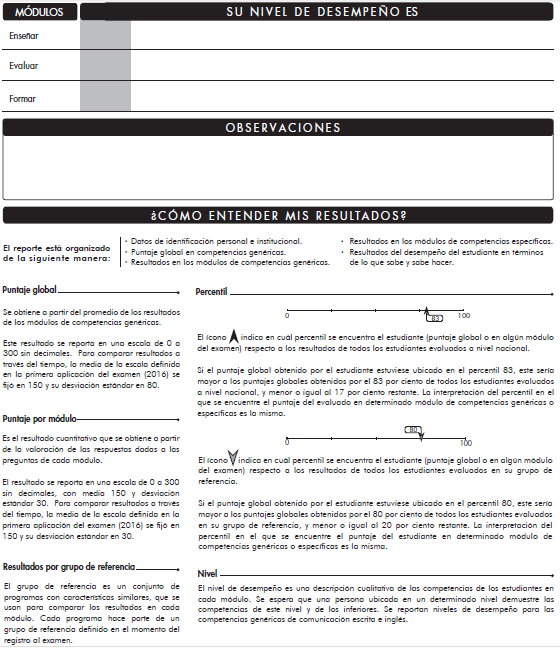 MÓDULOS
SU NIVEL DE DESEMPEÑO ES
Enseñar
Evaluar
Formar
OBSERVACIONES
¿CÓMO ENTENDER MIS RESULTADOS?
El reporte está organizado
de la siguiente manera:
· Datos de identificación personal e institucional.
· Puntaje global en competencias genéricas.
· Resultados en los módulos de competencias genéricas.
· Resultados en los módulos de competencias específicas.
· Resultados del desempeño del estudiante en términos
de lo que sabe y sabe hacer.
Puntaje global
Se obtiene a partir del promedio de los resultados
de los módulos de competencias genéricas.
Este resultado se reporta en una escala de 0 a
300 sin decimales. Para comparar resultados a
través del tiempo, la media de la escala definida
en la primera aplicación del examen (2016) se
fijó en 150 y su desviación estándar en 80.
Puntaje por módulo
Es el resultado cuantitativo que se obtiene a partir
de la valoración de las respuestas dadas a las
preguntas de cada módulo.
El resultado se reporta en una escala de 0 a 300
sin decimales, con media 150 y desviación
estándar 30. Para comparar resultados a través
del tiempo, la media de la escala definida en la
primera aplicación del examen (2016) se fijó en
150 y su desviación estándar en 30.
Resultados por grupo de referencia
El grupo de referencia es un conjunto de
programas con características similares, que se
usan para comparar los resultados en cada
módulo. Cada programa hace parte de un
grupo de referencia definido en el momento del
registro al examen.
Percentil
0
83
100
El ícono indica en cuál percentil se encuentra el estudiante (puntaje global o en algún módulo
del examen) respecto a los resultados de todos los estudiantes evaluados a nivel nacional.
Si el puntaje global obtenido por el estudiante estuviese ubicado en el percentil 83, este sería
mayor a los puntajes globales obtenidos por el 83 por ciento de todos los estudiantes evaluados
a nivel nacional, y menor o igual al 17 por ciento restante. La interpretación del percentil en el
que se encuentre el puntaje del evaluado en determinado módulo de competencias genéricas o
específicas es la misma.
80
0
100
El ícono indica en cuál percentil se encuentra el estudiante (puntaje global o en algún módulo
del examen) respecto a los resultados de todos los estudiantes evaluados en su grupo de
referencia.
Si el puntaje global obtenido por el estudiante estuviese ubicado en el percentil 80, este sería
mayor a los puntajes globales obtenidos por el 80 por ciento de todos los estudiantes evaluados
en su grupo de referencia, y menor o igual al 20 por ciento restante. La interpretación del
percentil en el que se encuentre el puntaje del estudiante en determinado módulo de
competencias genéricas o específicas es la misma.
Nivel
El nivel de desempeño es una descripción cualitativa de las competencias de los estudiantes en
cada módulo. Se espera que una persona ubicada en un determinado nivel demuestre las
competencias de este nivel y de los inferiores. Se reportan niveles de desempeño para las
competencias genéricas de comunicación escrita e inglés.